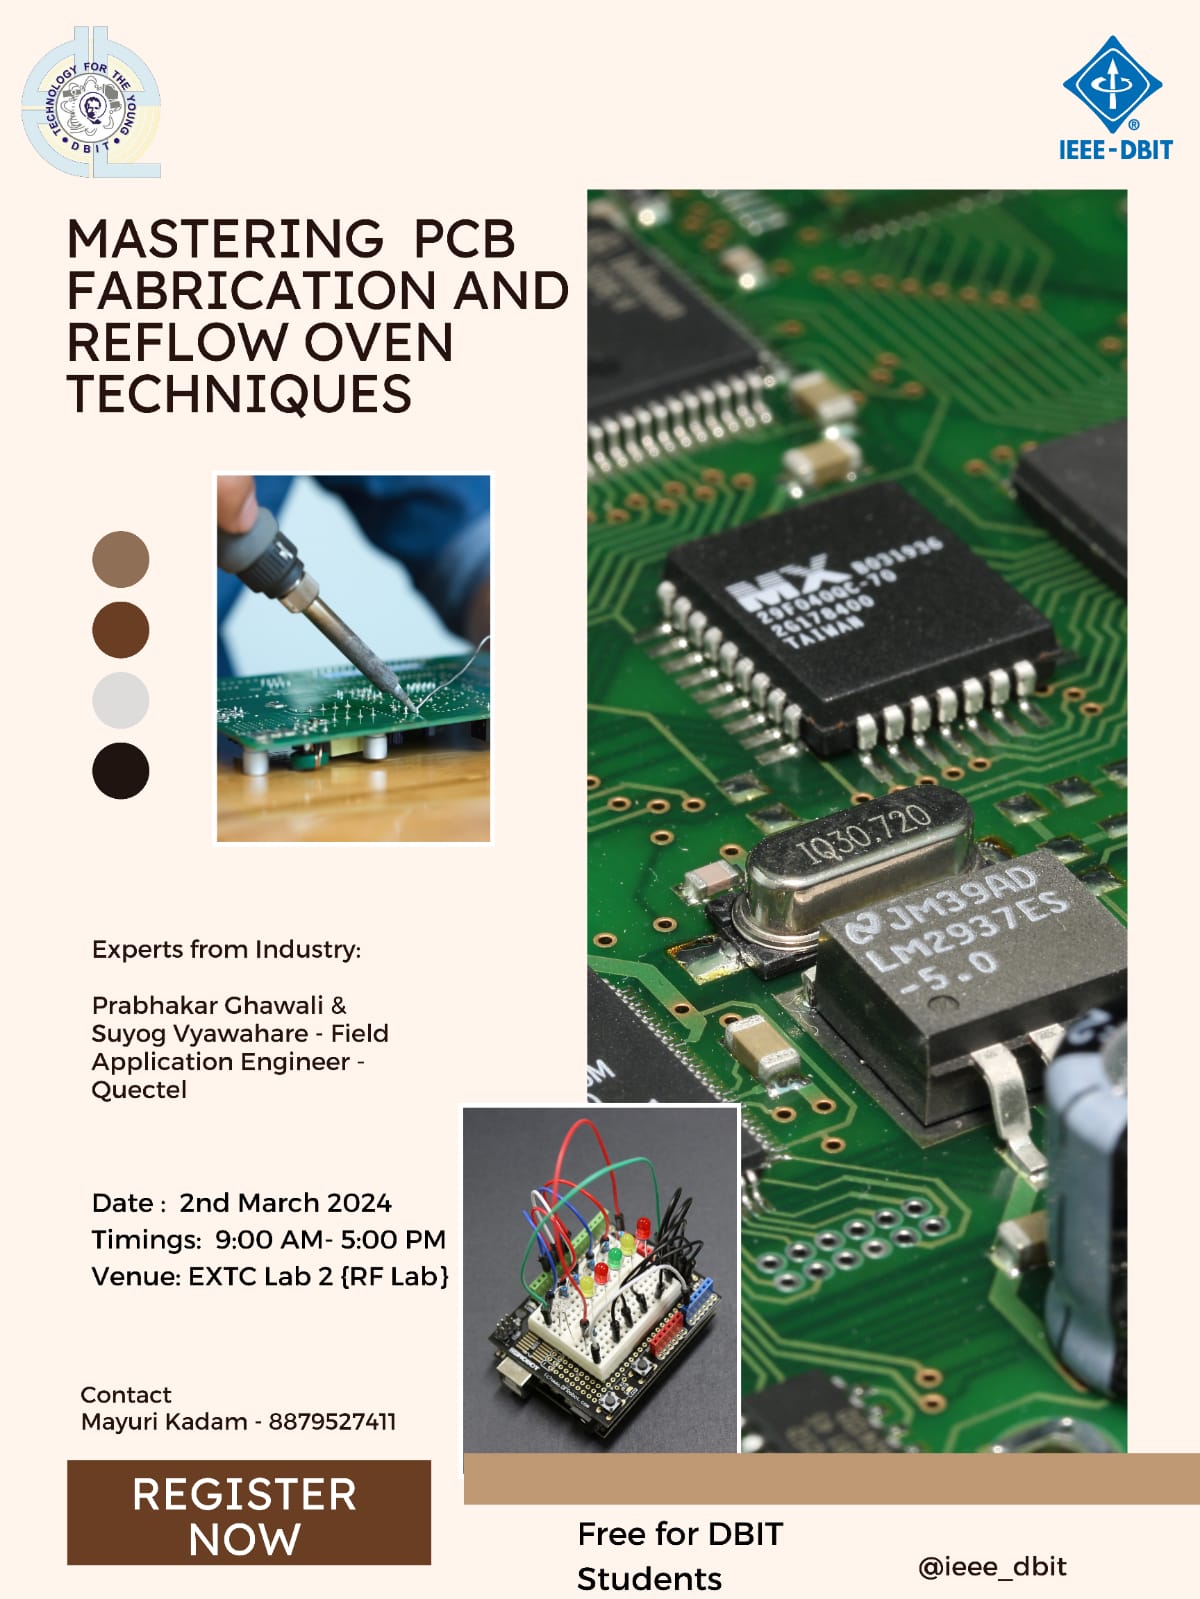 TECHNOLOGY FOR THE YOUNG
DBIT
IEEE-DBIT
MASTERING PCB
FABRICATION AND
REFLOW OVEN
TECHNIQUES
MX B031936
29F040QC-70
2G178400
TAIWAN
IQ30.720
JM39AD
LM2937ES
-5.0
Experts from Industry:
Prabhakar Ghawali &
Suyog Vyawahare - Field
Application Engineer -
Quectel
Date : 2nd March 2024
Timings: 9:00 AM- 5:00 PM
Venue: EXTC Lab 2 {RF Lab}
Contact
Mayuri Kadam - 8879527411
REGISTER
NOW
Free for DBIT
Students
@ieee_dbit